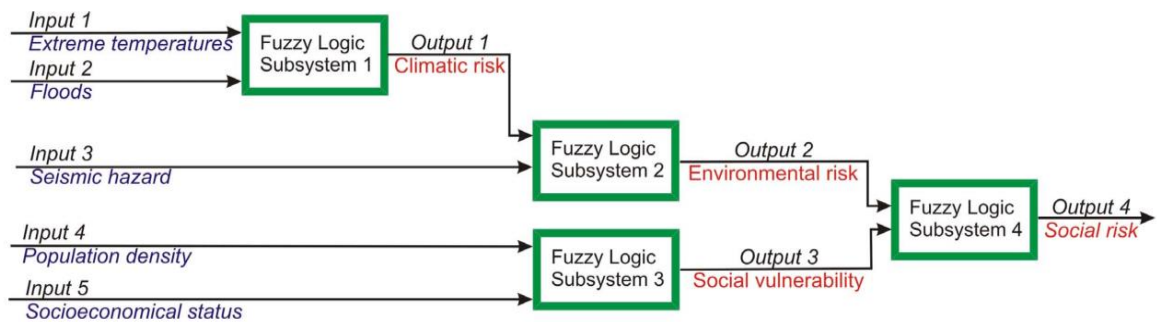 Input 1
Extreme temperatures
Input 2
Floods
Fuzzy Logic
Subsystem 1
Output 1
Climatic risk
Input 3
Seismic hazard
Fuzzy Logic
Subsystem 2
Output 2
Environmental risk
Input 4
Population density
Input 5
Socioeconomical status
Fuzzy Logic
Subsystem 3
Output 3
Social vulnerability
Fuzzy Logic
Subsystem 4
Output 4
Social risk